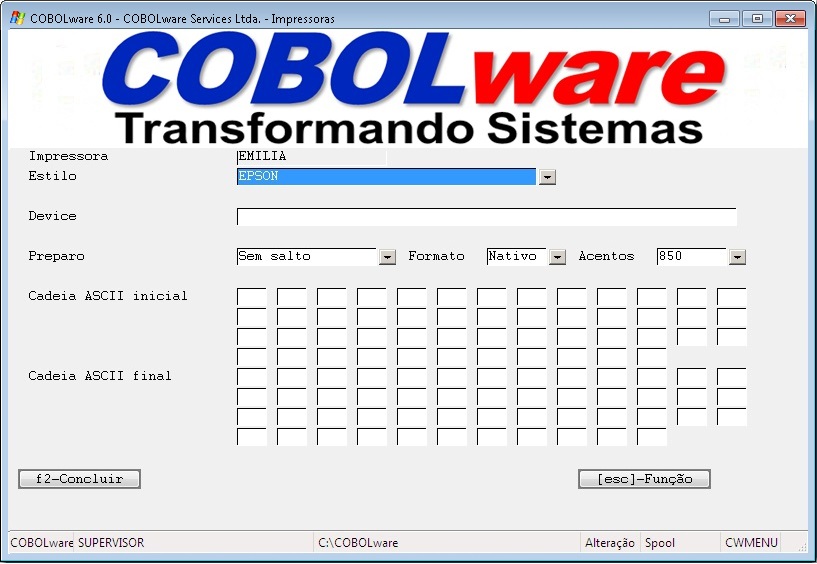 COBOLware 6.0 - COBOLware Services Ltda. - Impressoras
COBOLware
Transformando Sistemas
Impressora EMILIA
Estilo EPSON
Device
Preparo Sem salto Formato Nativo Acentos 850
Cadeia ASCII inicial
Cadeia ASCII final
f2-Concluir [esc]-Função
COBOLware SUPERVISOR C:\COBOLware Alteração Spool CWMENU